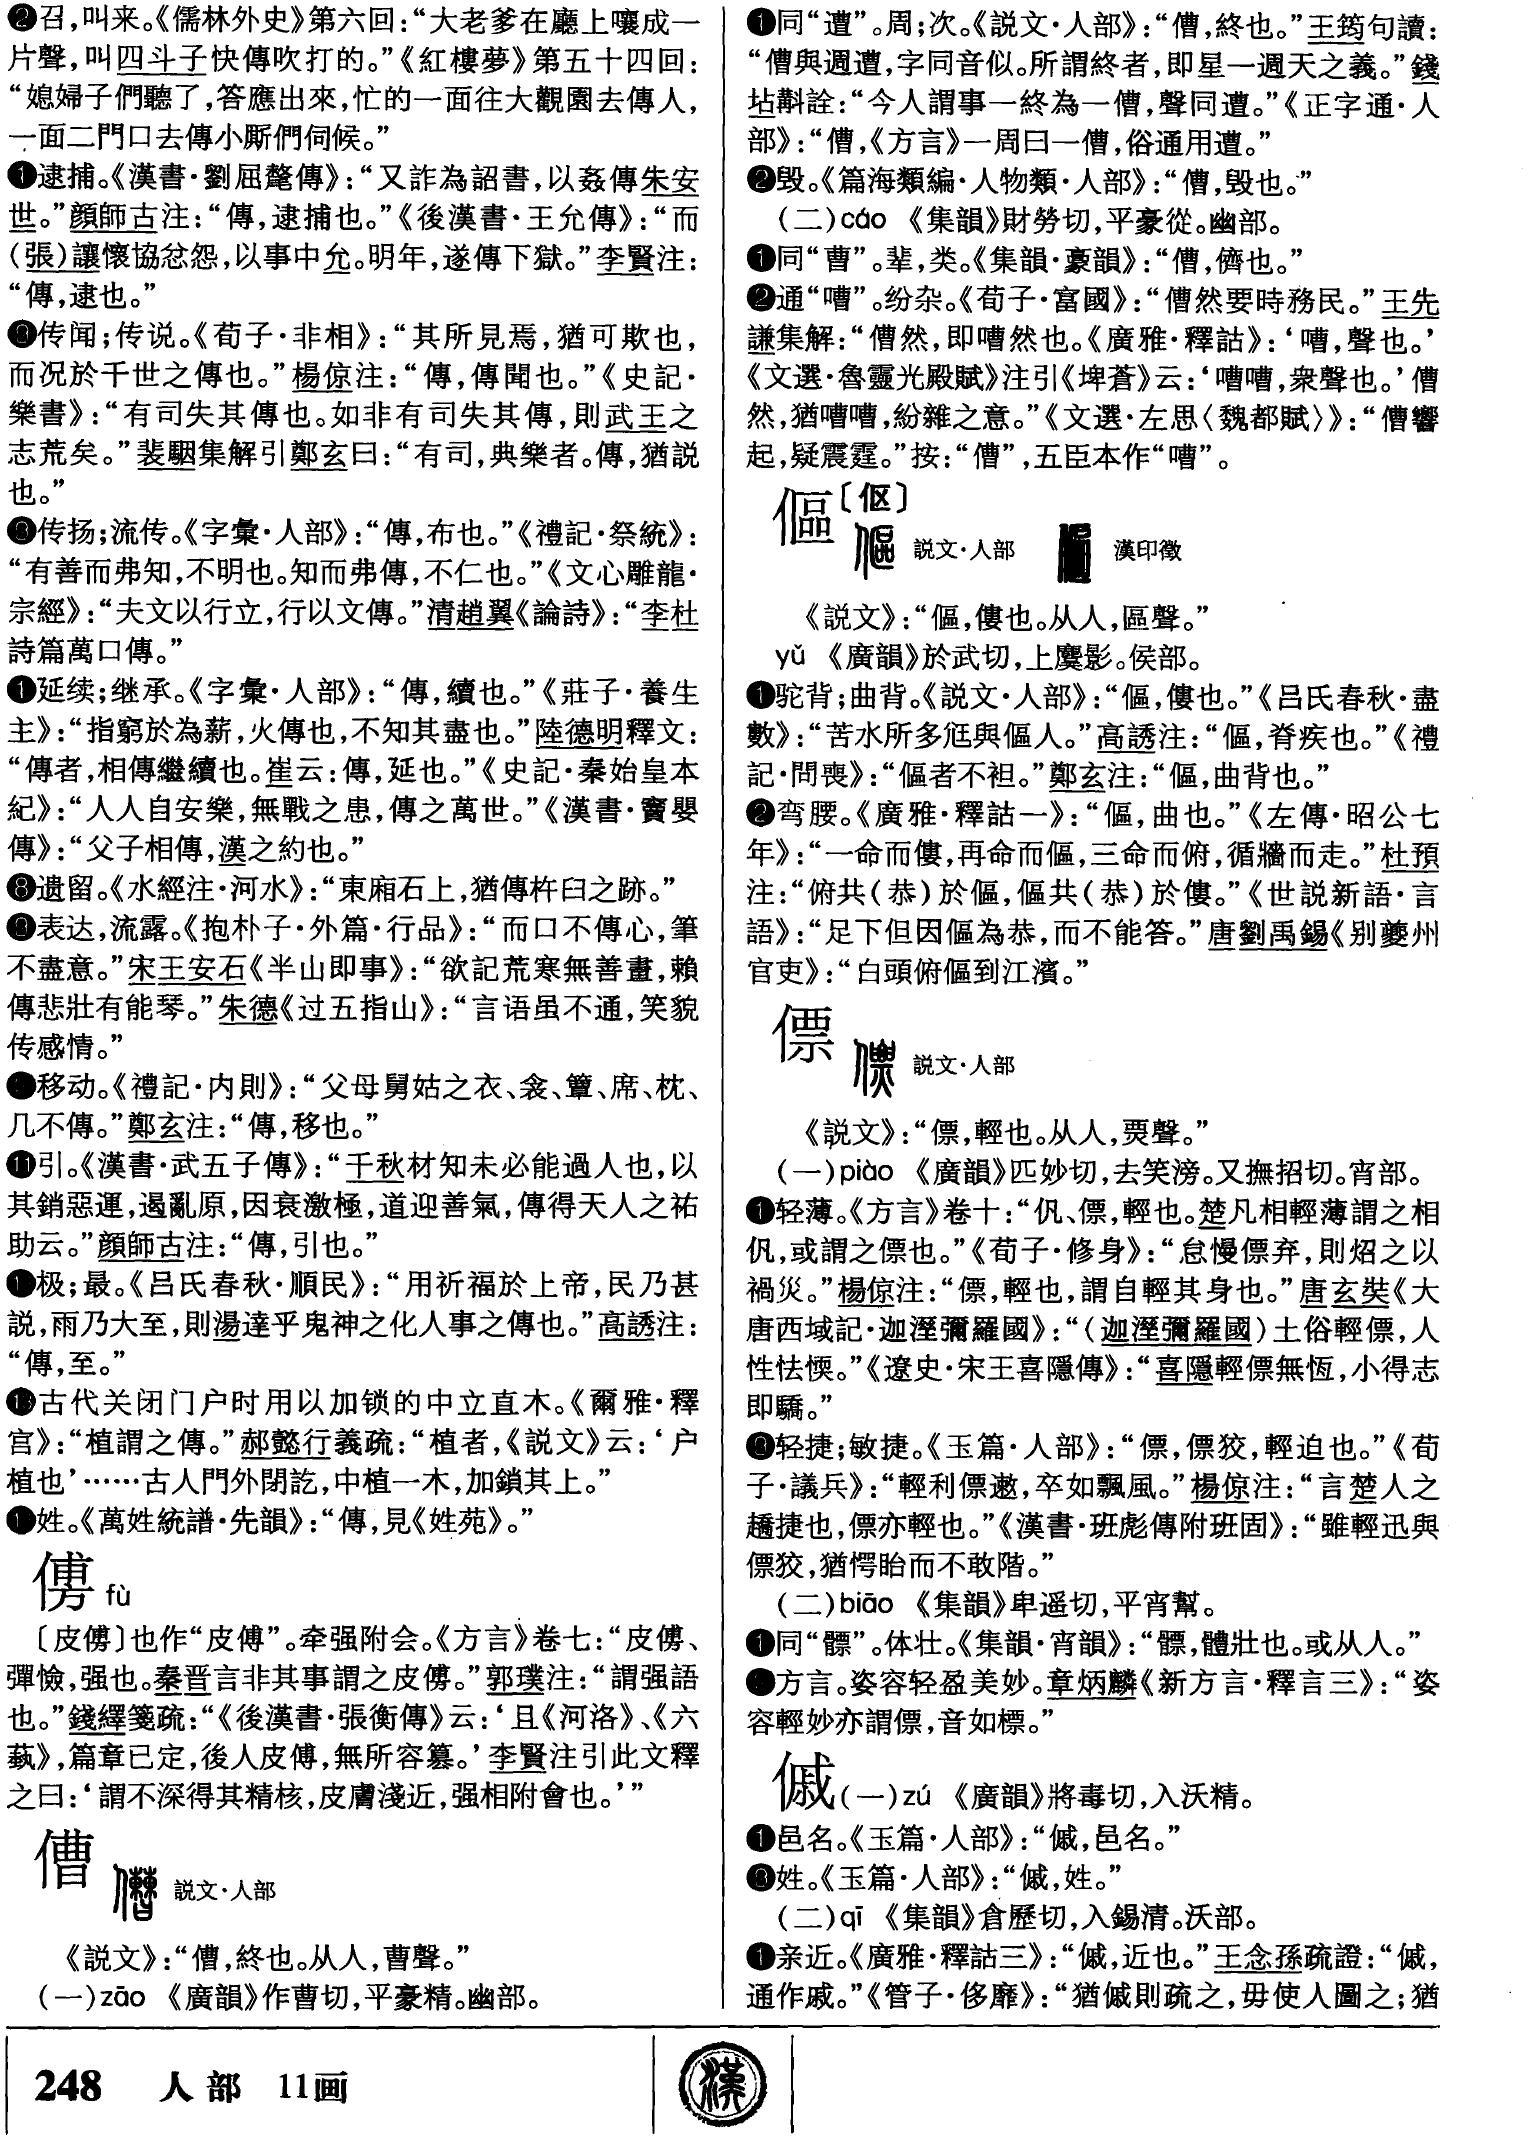 ❷召,叫来。《儒林外史》第六回:“大老爹在廳上嚷成一
片聲,叫四斗子快傳吹打的。”《紅樓夢》第五十四回:
“媳婦子們聽了,答應出來,忙的一面往大觀園去傳人,
一面二門口去傳小厮們伺候。”
逮捕。《漢書·劉屈氂傳》:“又詐為詔書,以姦傳朱安
世。”顔師古注:“傳,逮捕也。”《後漢書·王允傳》:“而
(張)讓懷協忿怨,以事中允。明年,遂傳下獄。”李賢注:
“傳,逮也。”
传闻;传说。《荀子·非相》:“其所見焉,猶可欺也,
而况於千世之傳也。”楊倞注:“傳,傳聞也。”《史記·
樂書》:“有司失其傳也。如非有司失其傳,則武王之
志荒矣。”裴駰集解引鄭玄曰:“有司,典樂者。傳,猶説
也。”
传扬;流传。《字彙·人部》:“傳,布也。”《禮記·祭統》:
“有善而弗知,不明也。知而弗傳,不仁也。”《文心雕龍·
宗經》:“夫文以行立,行以文傳。”清趙翼《論詩》:“李杜
詩篇萬口傳。”
延续;继承。《字彙·人部》:“傳,續也。”《莊子·養生
主》:“指窮於為薪,火傳也,不知其盡也。”陸德明釋文:
“傳者,相傳繼續也。崔云:傳,延也。”《史記·秦始皇本
紀》:“人人自安樂,無戰之患,傳之萬世。”《漢書·竇嬰
傳》:“父子相傳,漢之約也。”
❽遗留。《水經注·河水》:“東廂石上,猶傳杵臼之跡。”
表达,流露。《抱朴子·外篇·行品》:“而口不傳心,筆
不盡意。”宋王安石《半山即事》:“欲記荒寒無善畫,賴
傳悲壯有能琴。”朱德《过五指山》:“言语虽不通,笑貌
传感情。”
移动。《禮記·内則》:“父母舅姑之衣、衾、簟、席、枕、
几不傳。”鄭玄注:“傳,移也。”
⓫引。《漢書·武五子傳》:“千秋材知未必能過人也,以
其銷惡運,遏亂原,因衰激極,道迎善氣,傳得天人之祐
助云。”顔師古注:“傳,引也。”
极;最。《吕氏春秋·順民》:“用祈福於上帝,民乃甚
説,雨乃大至,則湯達乎鬼神之化人事之傳也。”高誘注:
“傳,至。”
古代关闭门户时用以加锁的中立直木。《爾雅·釋
宫》:“植謂之傳。”郝懿行義疏:“植者,《説文》云:‘户
植也’……古人門外閉訖,中植一木,加鎖其上。”
姓。《萬姓統譜·先韻》:“傳,見《姓苑》。”
傅 fù
〔皮傅〕也作“皮傅”。牵强附会。《方言》卷七:“皮傅、
彈憸,强也。秦晋言非其事謂之皮傅。”郭璞注:“謂强語
也。”錢繹箋疏:“《後漢書·張衡傳》云:‘且《河洛》、《六
蓺》,篇章已定,後人皮傅,無所容篡。’李賢注引此文釋
之曰:‘謂不深得其精核,皮膚淺近,强相附會也。’”
傮 説文·人部
《説文》:“傮,終也。从人,曹聲。”
(一)zāo 《廣韻》作曹切,平豪精。幽部。
❶同“遭”。周;次。《説文·人部》:“傮,終也。”王筠句讀:
“傮與週遭,字同音似。所謂終者,即星一週天之義。”錢
坫斠詮:“今人謂事一終為一傮,聲同遭。”《正字通·人
部》:“傮,《方言》一周曰一傮,俗通用遭。”
❷毁。《篇海類編·人物類·人部》:“傮,毁也。”
(二)cáo 《集韻》財勞切,平豪從。幽部。
❶同“曹”。辈,类。《集韻·豪韻》:“傮,儕也。”
❷通“嘈”。纷杂。《荀子·富國》:“傮然要時務民。”王先
謙集解:“傮然,即嘈然也。《廣雅·釋詁》:‘嘈,聲也。’
《文選·魯靈光殿賦》注引《埤蒼》云:‘嘈嘈,衆聲也。’傮
然,猶嘈嘈,紛雜之意。”《文選·左思〈魏都賦〉》:“傮響
起,疑震霆。”按:“傮”,五臣本作“嘈”。
傴〔伛〕
説文·人部 漢印徵
《説文》:“傴,僂也。从人,區聲。”
yǔ 《廣韻》於武切,上麌影。侯部。
❶驼背;曲背。《説文·人部》:“傴,僂也。”《吕氏春秋·盡
數》:“苦水所多尪與傴人。”高誘注:“傴,脊疾也。”《禮
記·問喪》:“傴者不袒。”鄭玄注:“傴,曲背也。”
❷弯腰。《廣雅·釋詁一》:“傴,曲也。”《左傳·昭公七
年》:“一命而僂,再命而傴,三命而俯,循牆而走。”杜預
注:“俯共(恭)於傴,傴共(恭)於僂。”《世説新語·言
語》:“足下但因傴為恭,而不能答。”唐劉禹錫《别夔州
官吏》:“白頭俯傴到江濱。”
僄 説文·人部
《説文》:“僄,輕也。从人,㶾聲。”
(一)piào 《廣韻》匹妙切,去笑滂。又撫招切。宵部。
❶轻薄。《方言》卷十:“仉、僄,輕也。楚凡相輕薄謂之相
仉,或謂之僄也。”《荀子·修身》:“怠慢僄弃,則炤之以
禍災。”楊倞注:“僄,輕也,謂自輕其身也。”唐玄奘《大
唐西域記·迦溼彌羅國》:“(迦溼彌羅國)土俗輕僄,人
性怯愞。”《遼史·宋王喜隱傳》:“喜隱輕僄無恆,小得志
即驕。”
轻捷;敏捷。《玉篇·人部》:“僄,僄狡,輕迫也。”《荀
子·議兵》:“輕利僄遬,卒如飄風。”楊倞注:“言楚人之
趫捷也,僄亦輕也。”《漢書·班彪傳附班固》:“雖輕迅與
僄狡,猶愕眙而不敢階。”
(二)biāo 《集韻》卑遥切,平宵幫。
❶同“髟”。体壮。《集韻·宵韻》:“僄,體壯也。或从人。”
方言。姿容轻盈美妙。章炳麟《新方言·釋言三》:“姿
容輕妙亦謂僄,音如標。”
傶(一)zú 《廣韻》將毒切,入沃精。
❶邑名。《玉篇·人部》:“傶,邑名。”
姓。《玉篇·人部》:“傶,姓。”
(二)qī 《集韻》倉歷切,入錫清。沃部。
❶亲近。《廣雅·釋詁三》:“傶,近也。”王念孫疏證:“傶,
通作戚。”《管子·侈靡》:“猶傶則疏之,毋使人圖之;猶
248 人部 11画
漢